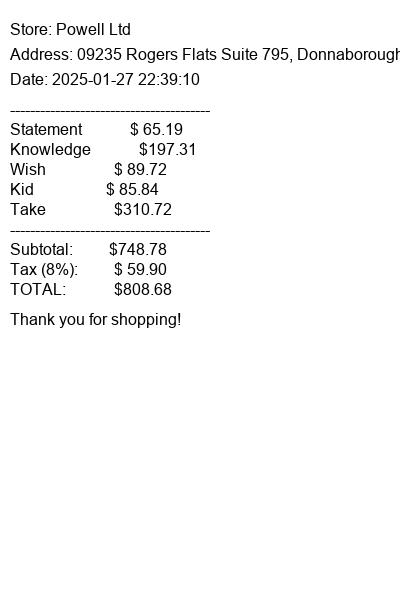 Store: Powell Ltd
Address: 09235 Rogers Flats Suite 795, Donnaborough
Date: 2025-01-27 22:39:10
----------------------------------------
Statement $ 65.19
Knowledge $197.31
Wish $ 89.72
Kid $ 85.84
Take $310.72
----------------------------------------
Subtotal: $748.78
Tax (8%): $ 59.90
TOTAL: $808.68
Thank you for shopping!